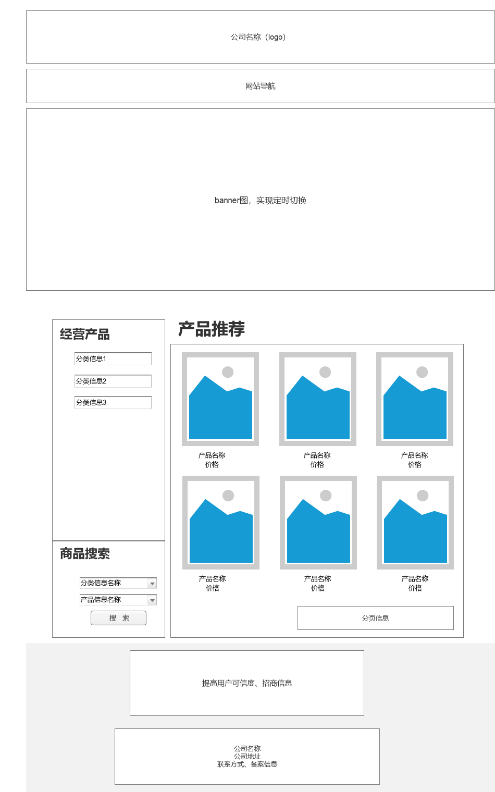 公司名称（logo）
网站导航
banner图，实现定时切换
经营产品
分类信息1
分类信息2
分类信息3
商品搜索
分类信息名称
产品信息名称
搜 索
产品推荐
产品名称
价格
产品名称
价格
产品名称
价格
产品名称
价格
产品名称
价格
产品名称
价格
分页信息
提高用户可信度、招商信息
公司名称
公司地址
联系方式、备案信息